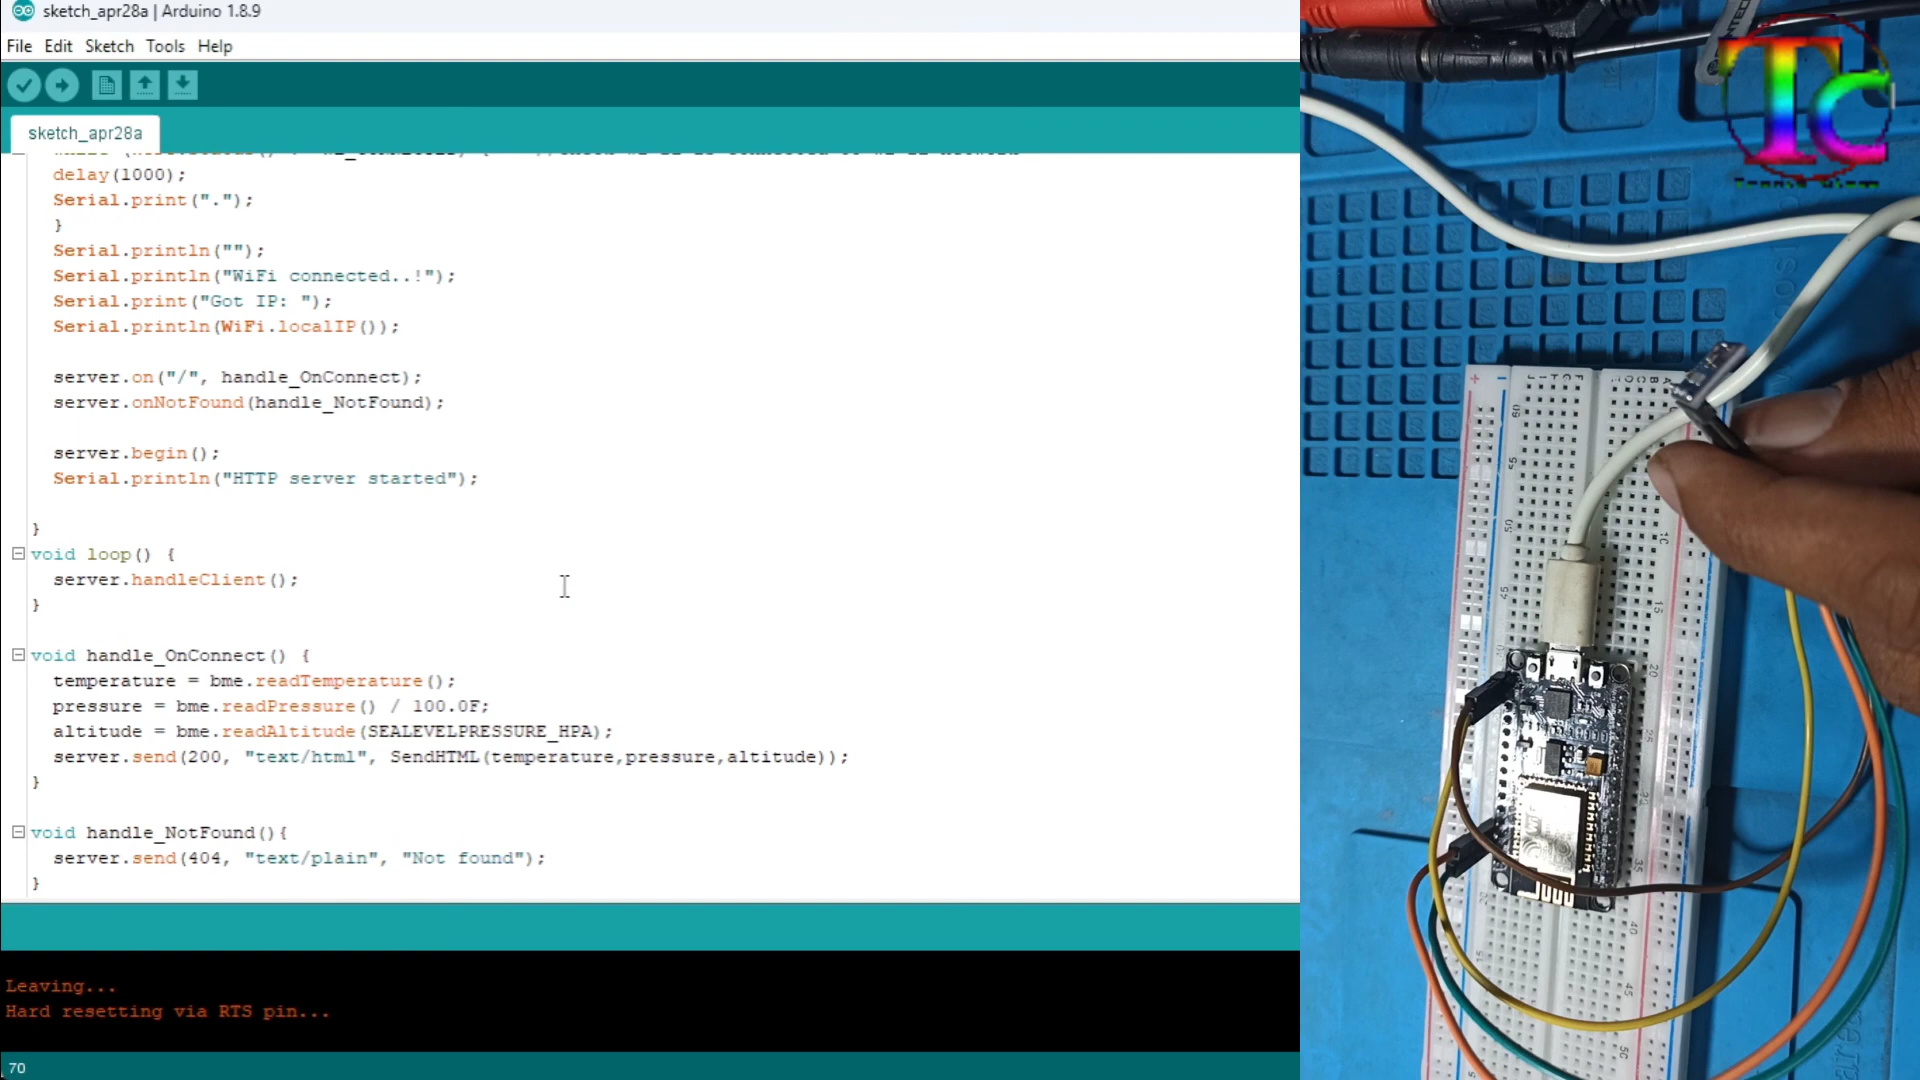 sketch_apr28a | Arduino 1.8.9
File Edit Sketch Tools Help
sketch_apr28a
delay(1000);
Serial.print(".");
}
Serial.println("");
Serial.println("WiFi connected..!");
Serial.print("Got IP: ");
Serial.println(WiFi.localIP());
server.on("/", handle_OnConnect);
server.onNotFound(handle_NotFound);
server.begin();
Serial.println("HTTP server started");
}
void loop() {
server.handleClient();
}
void handle_OnConnect() {
temperature = bme.readTemperature();
pressure = bme.readPressure() / 100.0F;
altitude = bme.readAltitude(SEALEVELPRESSURE_HPA);
server.send(200, "text/html", SendHTML(temperature,pressure,altitude));
}
void handle_NotFound(){
server.send(404, "text/plain", "Not found");
}
Leaving...
Hard resetting via RTS pin...
70
Tc